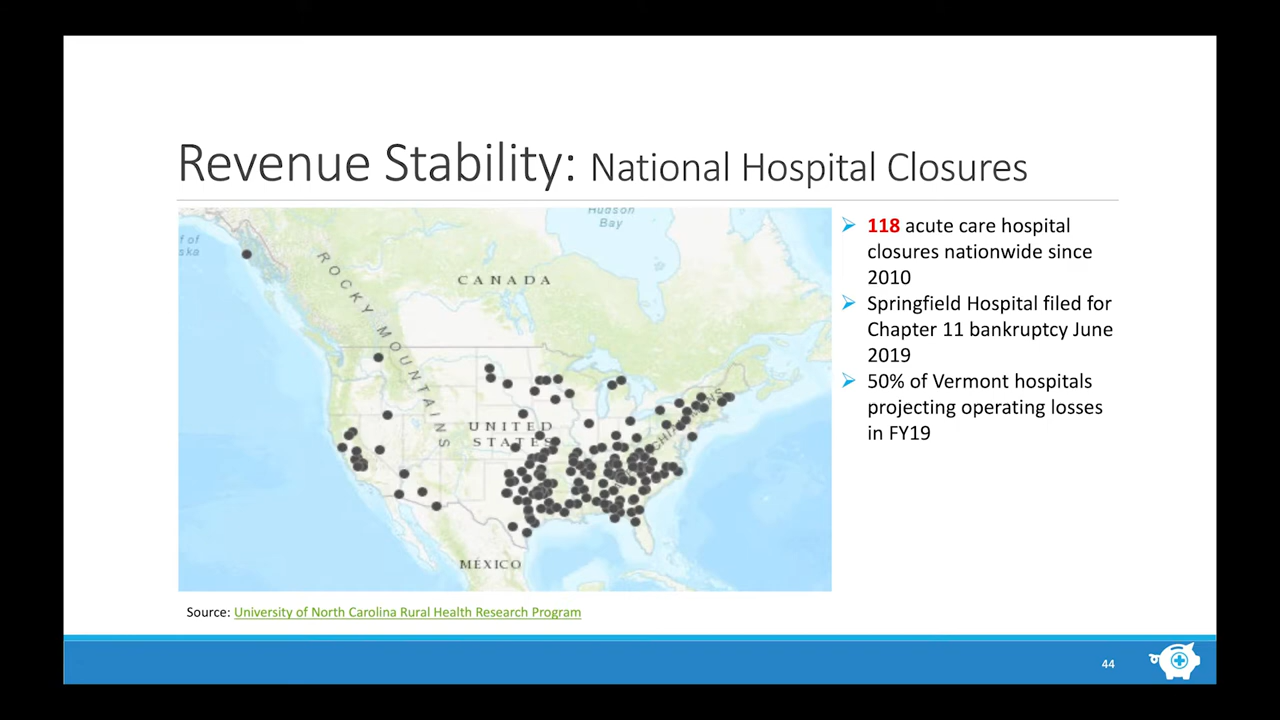 Revenue Stability: National Hospital Closures
Hudson
Bay
f of
ska
ROCKY MOUNTAINS
CANADA
UNITED
STATES
MÉXICO
➢ 118 acute care hospital
closures nationwide since
2010
➢ Springfield Hospital filed for
Chapter 11 bankruptcy June
2019
➢ 50% of Vermont hospitals
projecting operating losses
in FY19
Source: University of North Carolina Rural Health Research Program
44